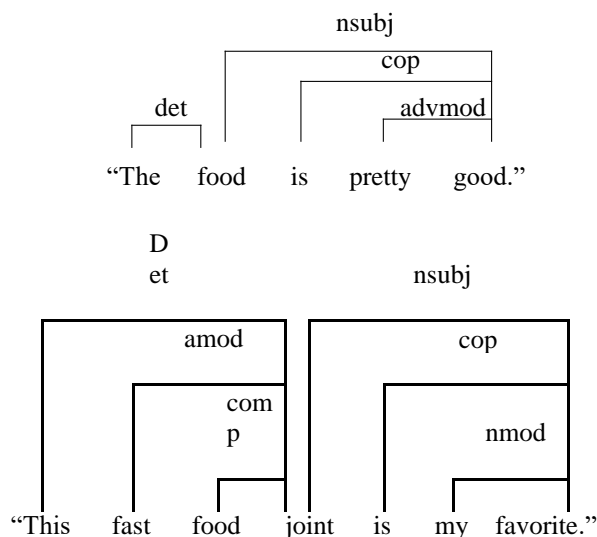 nsubj
cop
det advmod
“The food is pretty good.”
D
et nsubj
amod cop
com
p nmod
“This fast food joint is my favorite.”